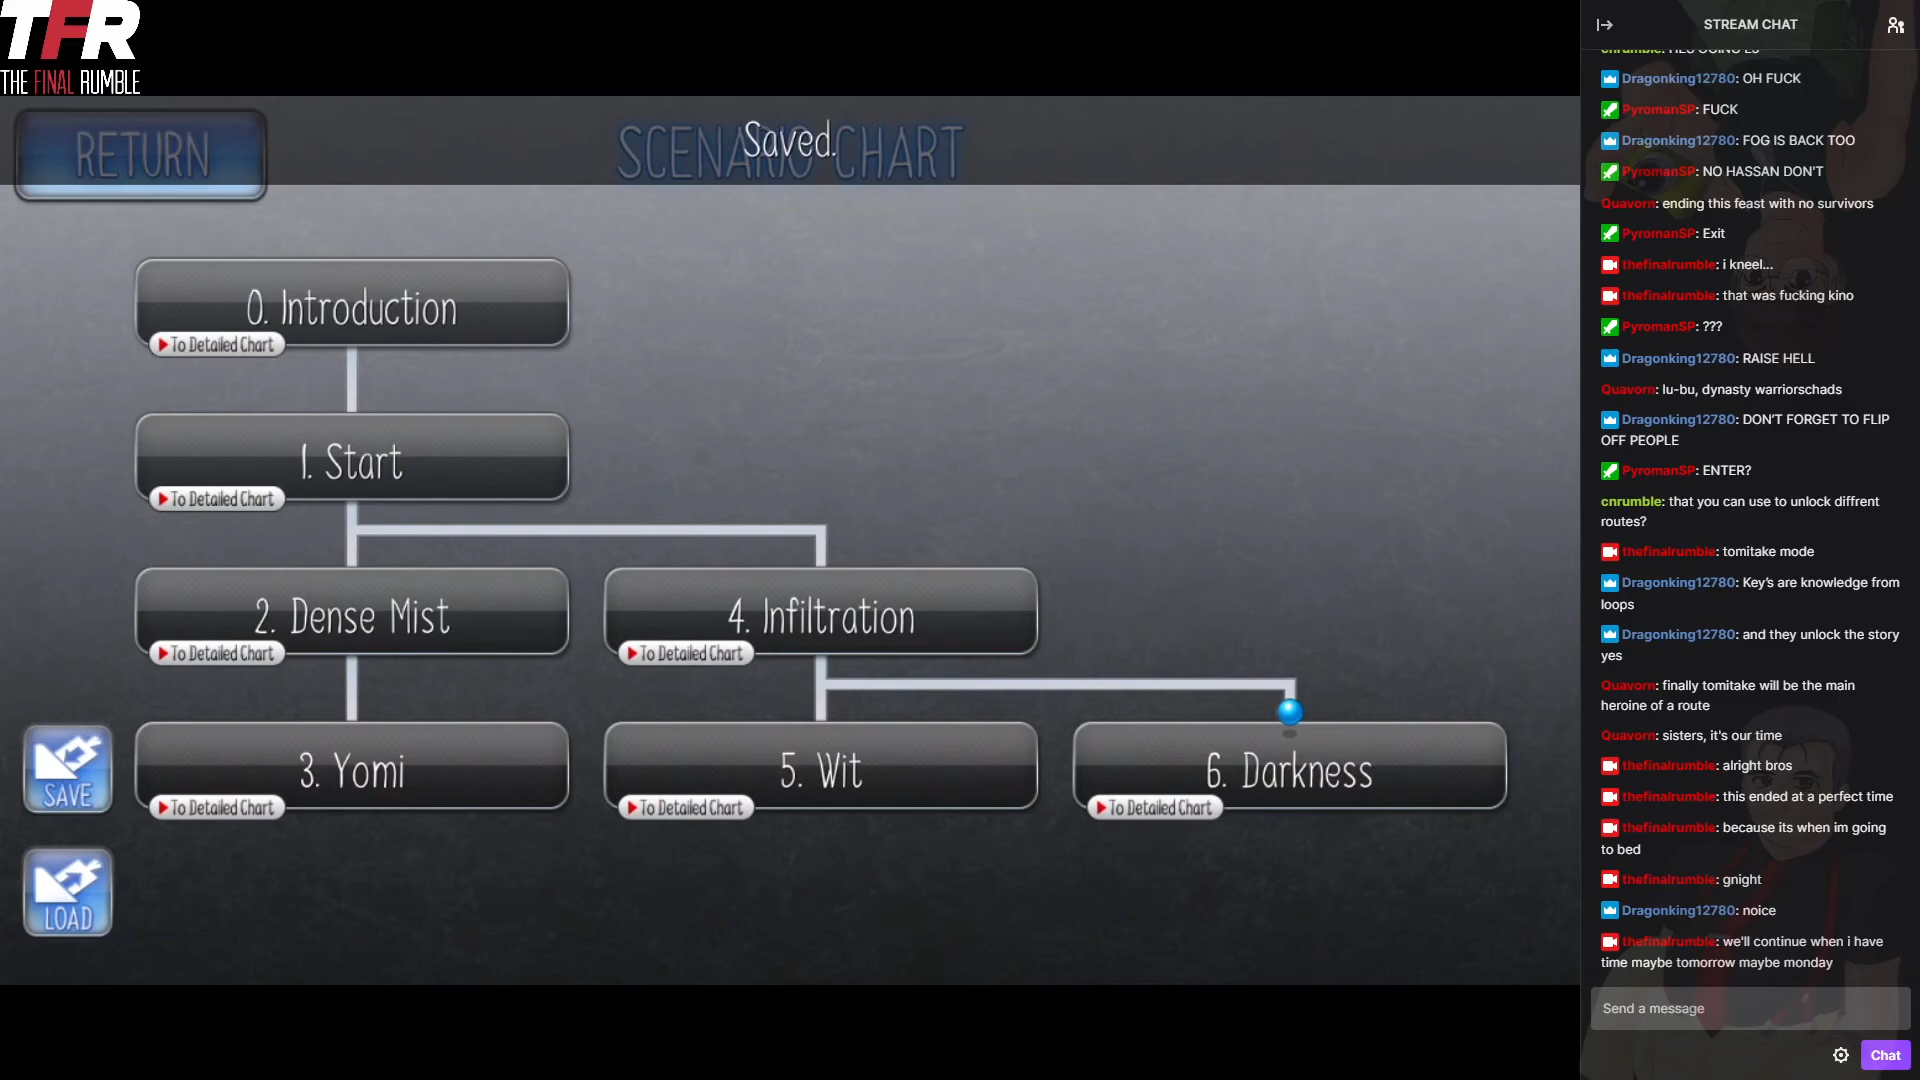 TFR
THE FINAL RUMBLE
RETURN
SCENARIO CHART
Saved.
0. Introduction
To Detailed Chart
1. Start
To Detailed Chart
2. Dense Mist
To Detailed Chart
4. Infiltration
To Detailed Chart
3. Yomi
To Detailed Chart
5. Wit
To Detailed Chart
6. Darkness
To Detailed Chart
SAVE
LOAD
STREAM CHAT
Dragonking12780: OH FUCK
PyromanSP: FUCK
Dragonking12780: FOG IS BACK TOO
PyromanSP: NO HASSAN DON'T
Quavorn: ending this feast with no survivors
PyromanSP: Exit
thefinalrumble: i kneel...
thefinalrumble: that was fucking kino
PyromanSP: ???
Dragonking12780: RAISE HELL
Quavorn: lu-bu, dynasty warriorschads
Dragonking12780: DON'T FORGET TO FLIP
OFF PEOPLE
PyromanSP: ENTER?
cnrumble: that you can use to unlock diffrent
routes?
thefinalrumble: tomitake mode
Dragonking12780: Key's are knowledge from
loops
Dragonking12780: and they unlock the story
yes
Quavorn: finally tomitake will be the main
heroine of a route
Quavorn: sisters, it's our time
thefinalrumble: alright bros
thefinalrumble: this ended at a perfect time
thefinalrumble: because its when im going
to bed
thefinalrumble: gnight
Dragonking12780: noice
thefinalrumble: we'll continue when i have
time maybe tomorrow maybe monday
Send a message
Chat